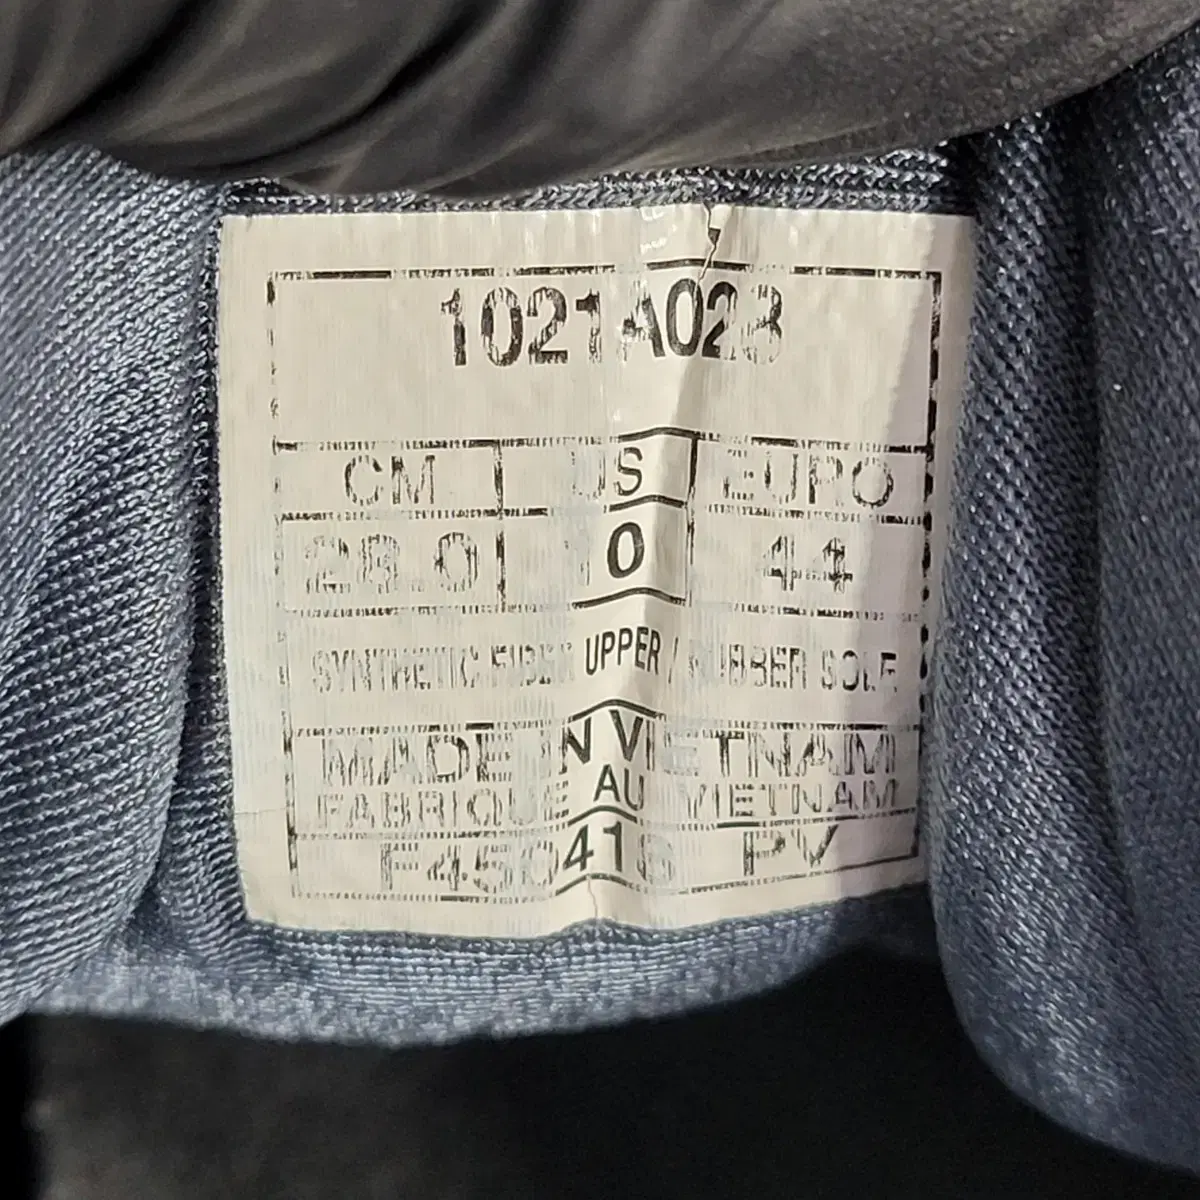 1021A023
CM US EURO
28.0 10 44
SYNTHETIC FIBER UPPER / RUBBER SOLE
MADE IN VIETNAM
FABRIQUE AU VIETNAM
F450416 PV